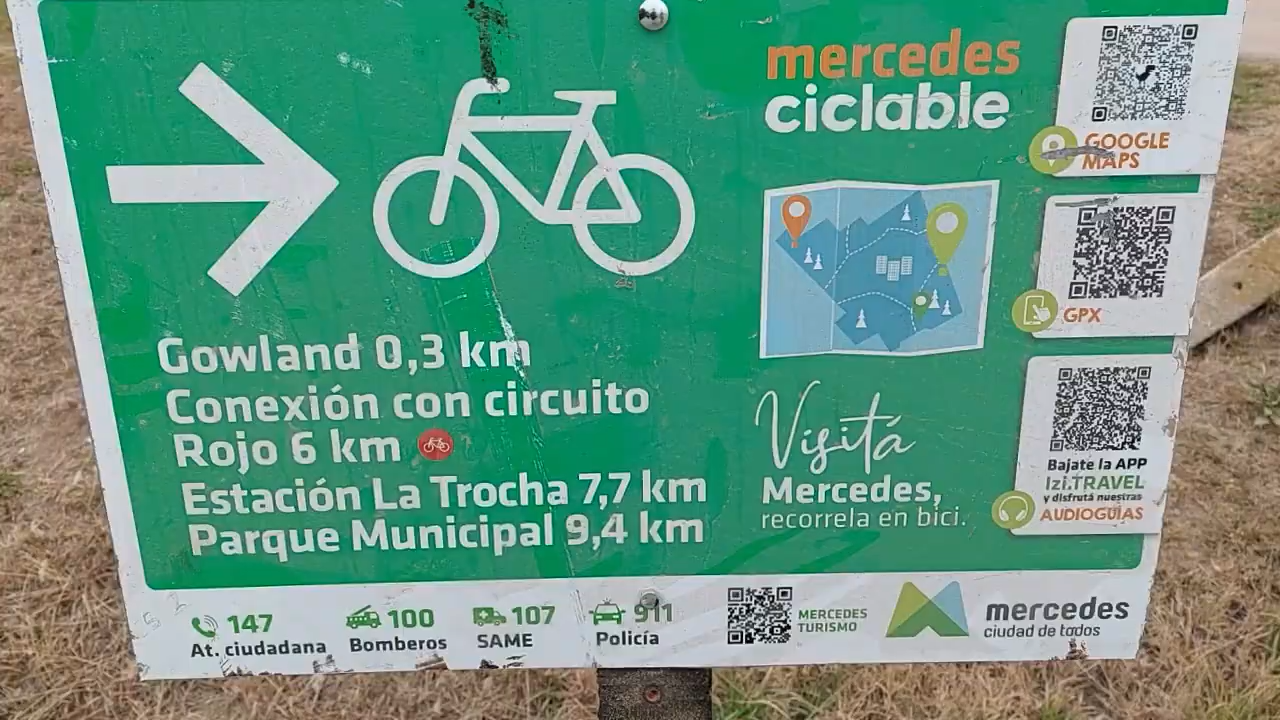 mercedes
ciclable
GOOGLE
MAPS
GPX
Gowland 0,3 km
Conexión con circuito
Rojo 6 km
Estación La Trocha 7,7 km
Parque Municipal 9,4 km
Visitá
Mercedes,
recorrela en bici.
Bajate la APP
Izi.TRAVEL
y disfrutá nuestras
AUDIOGUÍAS
147
At. ciudadana
100
Bomberos
107
SAME
911
Policía
MERCEDES
TURISMO
mercedes
ciudad de todos